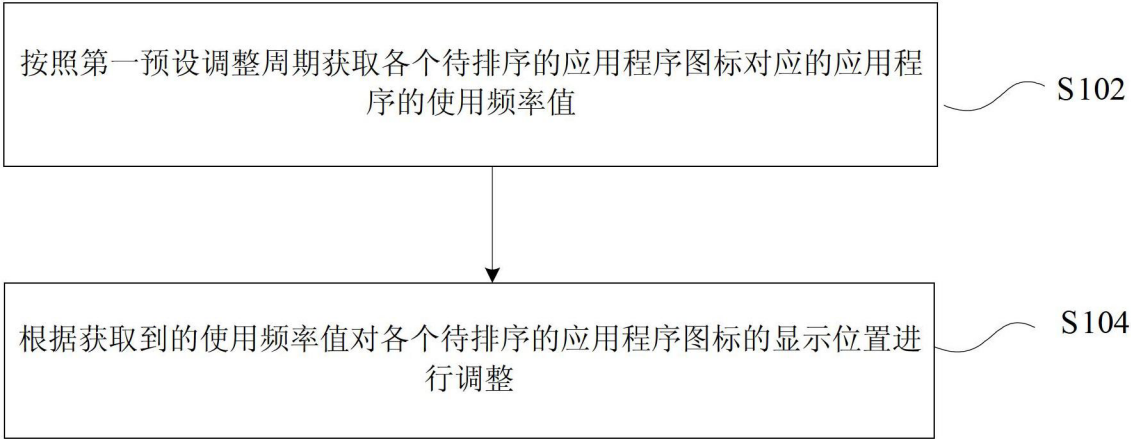 按照第一预设调整周期获取各个待排序的应用程序图标对应的应用程
序的使用频率值
S102
根据获取到的使用频率值对各个待排序的应用程序图标的显示位置进
行调整
S104